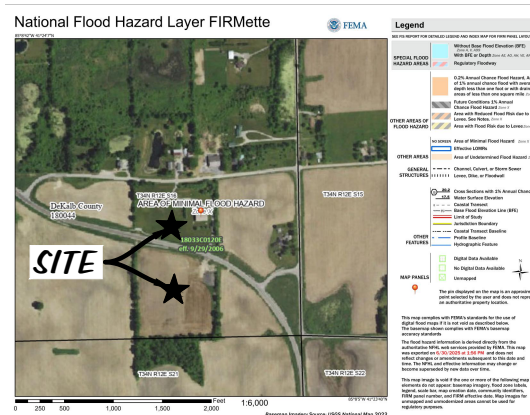 National Flood Hazard Layer FIRMette
FEMA
Legend
SEE FIS REPORT FOR DETAILED LEGEND AND INDEX MAP FOR FIRM PANEL LAYOUT
SPECIAL FLOOD
HAZARD AREAS
Without Base Flood Elevation (BFE)
With BFE or Depth
Regulatory Floodway
0.2% Annual Chance Flood Hazard,
of 1% annual chance flood with
depth less than one foot or with
areas of less than one square mile
Future Conditions 1% Annual
Chance Flood Hazard Zone X
Area with Reduced Flood Risk due to
Levee. See Notes. Zone X
Area with Flood Risk due to Levee
OTHER AREAS OF
FLOOD HAZARD
NO SCREEN Area of Minimal Flood Hazard
Effective LOMRs
OTHER AREAS
Area of Undetermined Flood Hazard
GENERAL
STRUCTURES
Channel, Culvert, or Storm Sewer
Levee, Dike, or Floodwall
Cross Sections with 1% Annual
Water Surface Elevation
Coastal Transect
Base Flood Elevation Line (BFE)
Limit of Study
Jurisdiction Boundary
Coastal Transect Baseline
Profile Baseline
Hydrographic Feature
OTHER
FEATURES
Digital Data Available
No Digital Data Available
Unmapped
MAP PANELS
N
The pin displayed on the map is an
point selected by the user and does not
an authoritative property location.
This map complies with FEMA's standards for the use of
digital flood maps if it is not void as described below.
The basemap shown complies with FEMA's basemap
accuracy standards
The flood hazard information is derived directly from the
authoritative NFHL web services provided by FEMA. This map
was exported on 6/30/2025 at 1:58 PM and does not
reflect changes or amendments subsequent to this date and
time. The NFHL and effective information may change or
become superseded by new data over time.
This map image is void if the one or more of the following map
elements do not appear: basemap imagery, flood zone labels,
legend, scale bar, map creation date, community identifiers,
FIRM panel number, and FIRM effective date. Map images for
unmapped and unmodernized areas cannot be used for
regulatory purposes.
T34N R12E S16
T34N R12E S15
AREA OF MINIMAL FLOOD HAZARD
DeKalb County
180044
18033C0120E
eff. 9/29/2006
SITE
T34N R12E S21
T34N R12E S22
Feet
1:6,000
0 250 500 1,000 1,500 2,000
Basemap Imagery Source: USGS National Map 2023